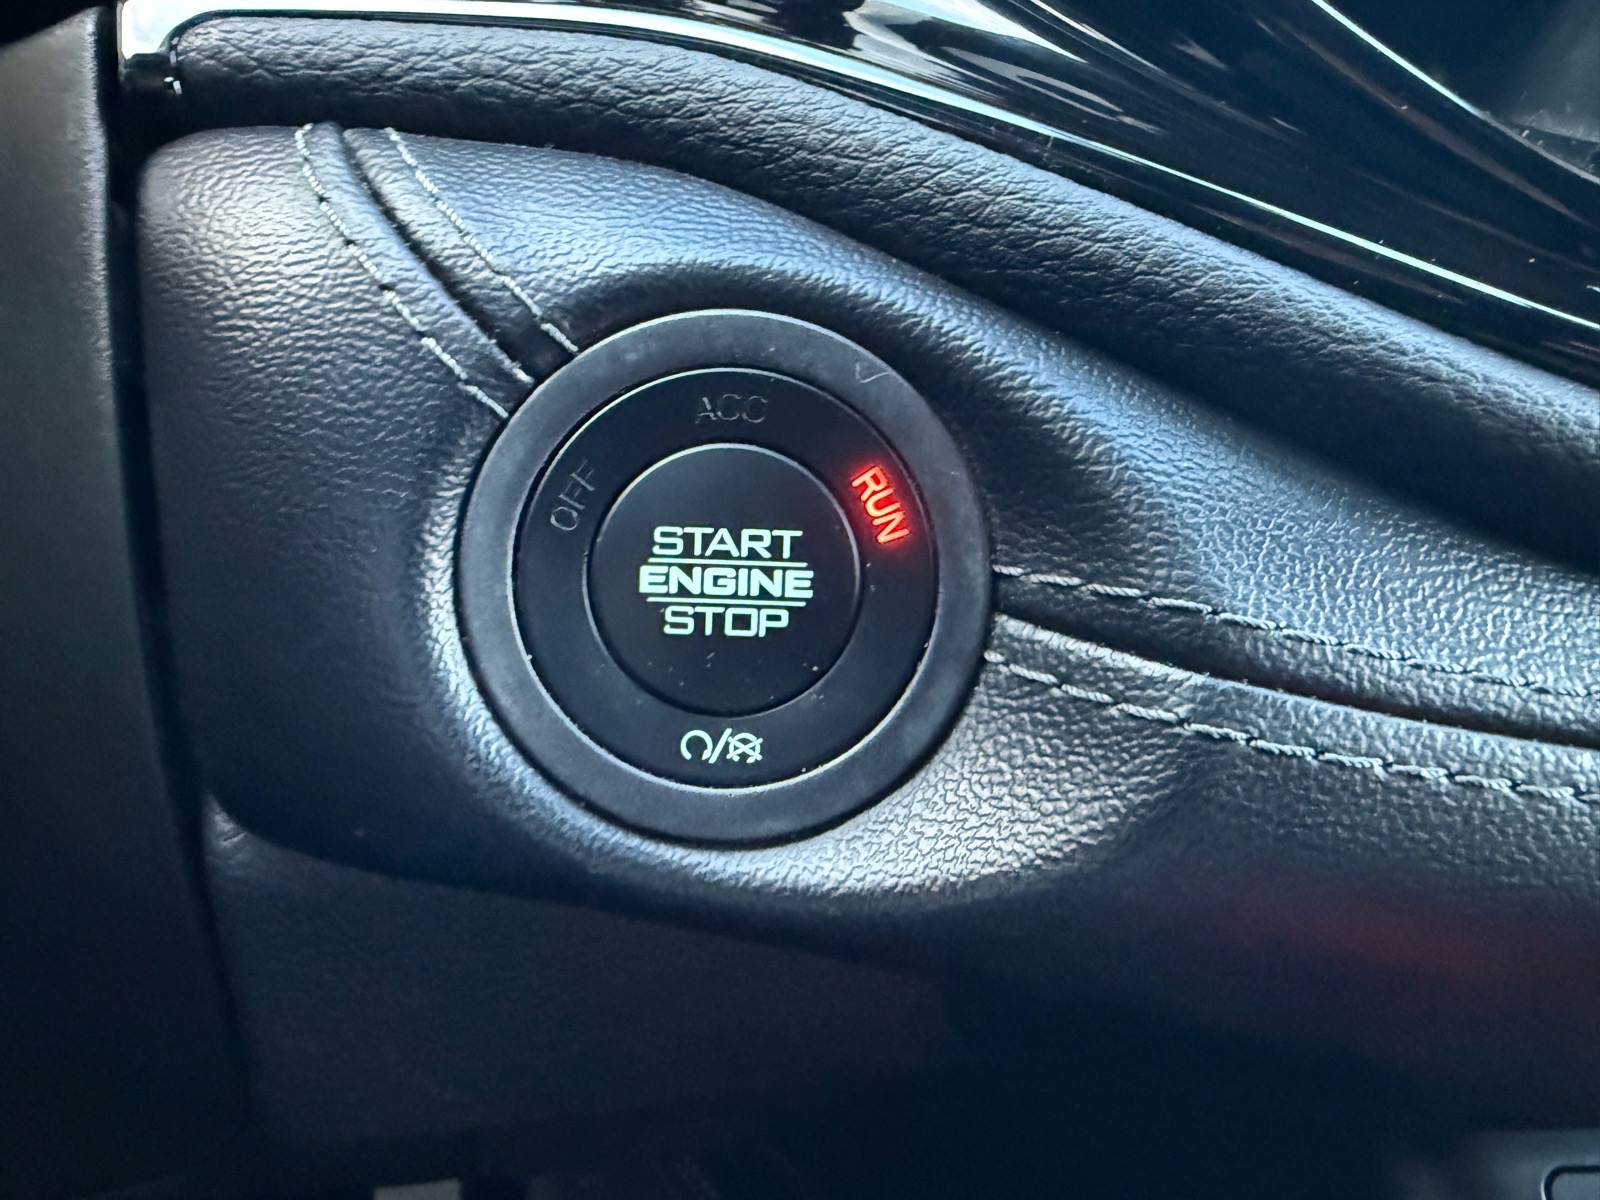 ACC
OFF
RUN
START
ENGINE
STOP